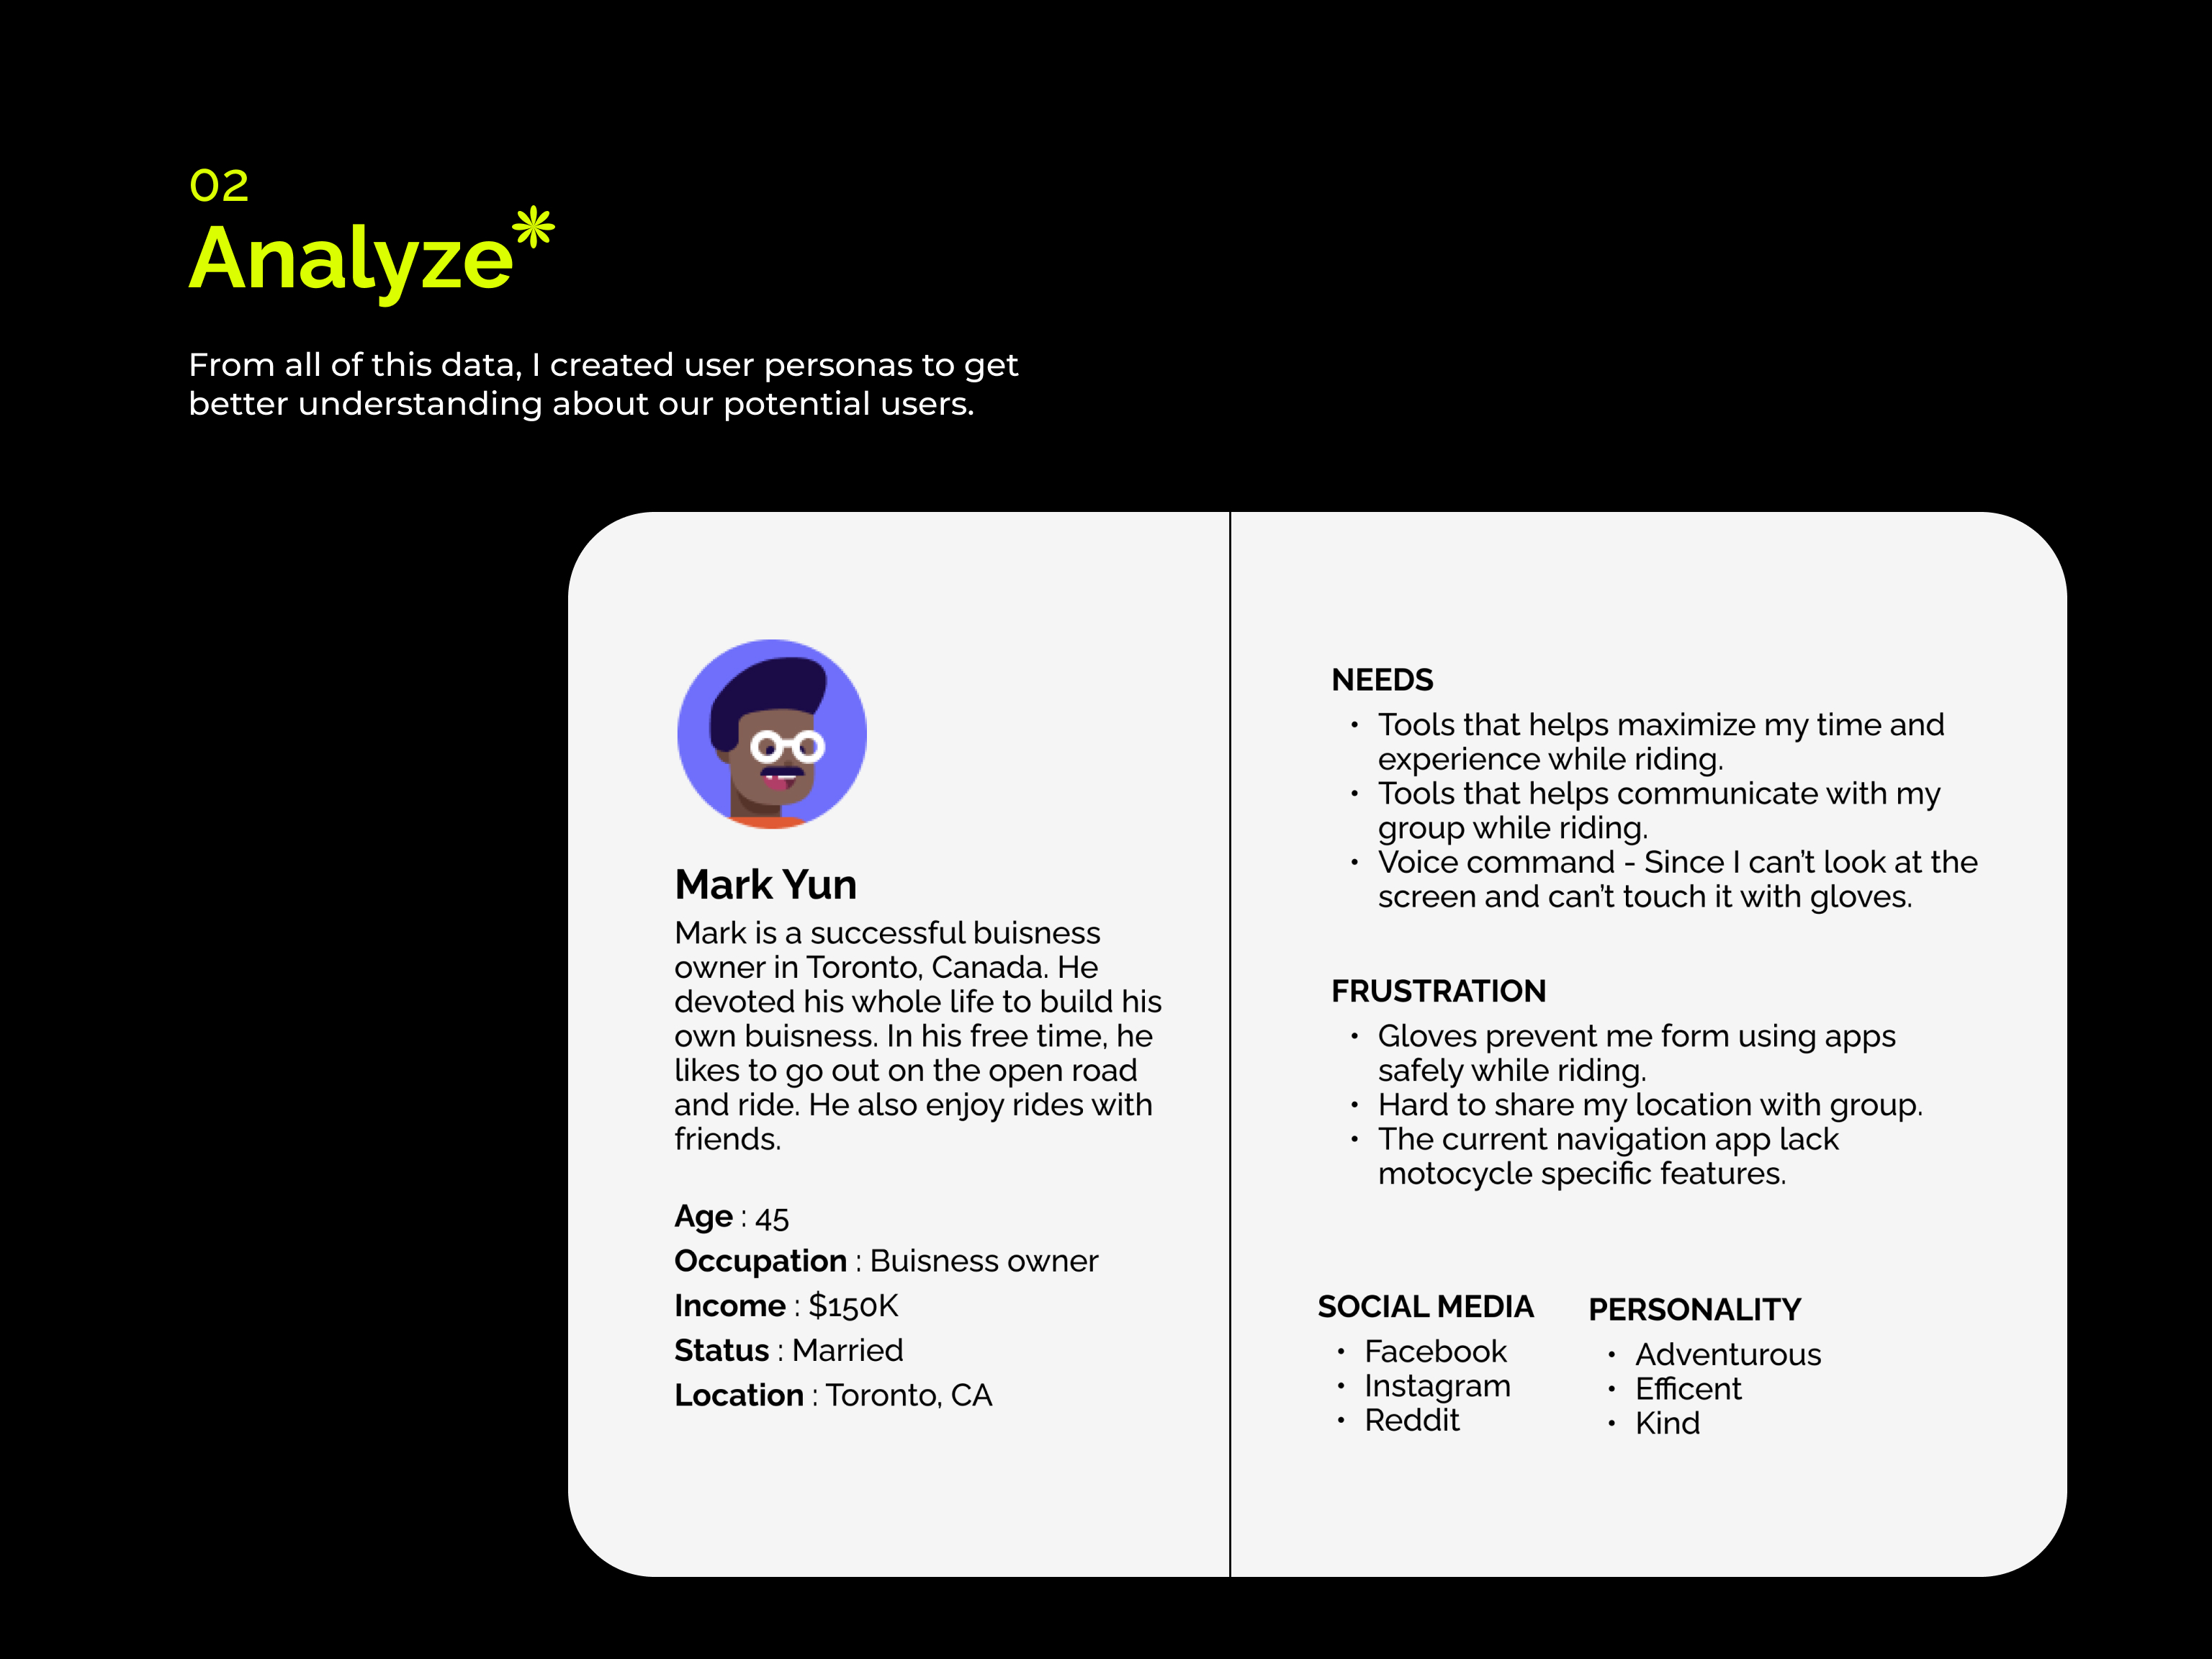 02
Analyze*
From all of this data, I created user personas to get
better understanding about our potential users.
Mark Yun
Mark is a successful buisness
owner in Toronto, Canada. He
devoted his whole life to build his
own buisness. In his free time, he
likes to go out on the open road
and ride. He also enjoy rides with
friends.
Age : 45
Occupation : Buisness owner
Income : $150K
Status : Married
Location : Toronto, CA
NEEDS
• Tools that helps maximize my time and
experience while riding.
• Tools that helps communicate with my
group while riding.
• Voice command - Since I can't look at the
screen and can't touch it with gloves.
FRUSTRATION
• Gloves prevent me form using apps
safely while riding.
• Hard to share my location with group.
• The current navigation app lack
motocycle specific features.
SOCIAL MEDIA
• Facebook
• Instagram
• Reddit
PERSONALITY
• Adventurous
• Efficent
• Kind